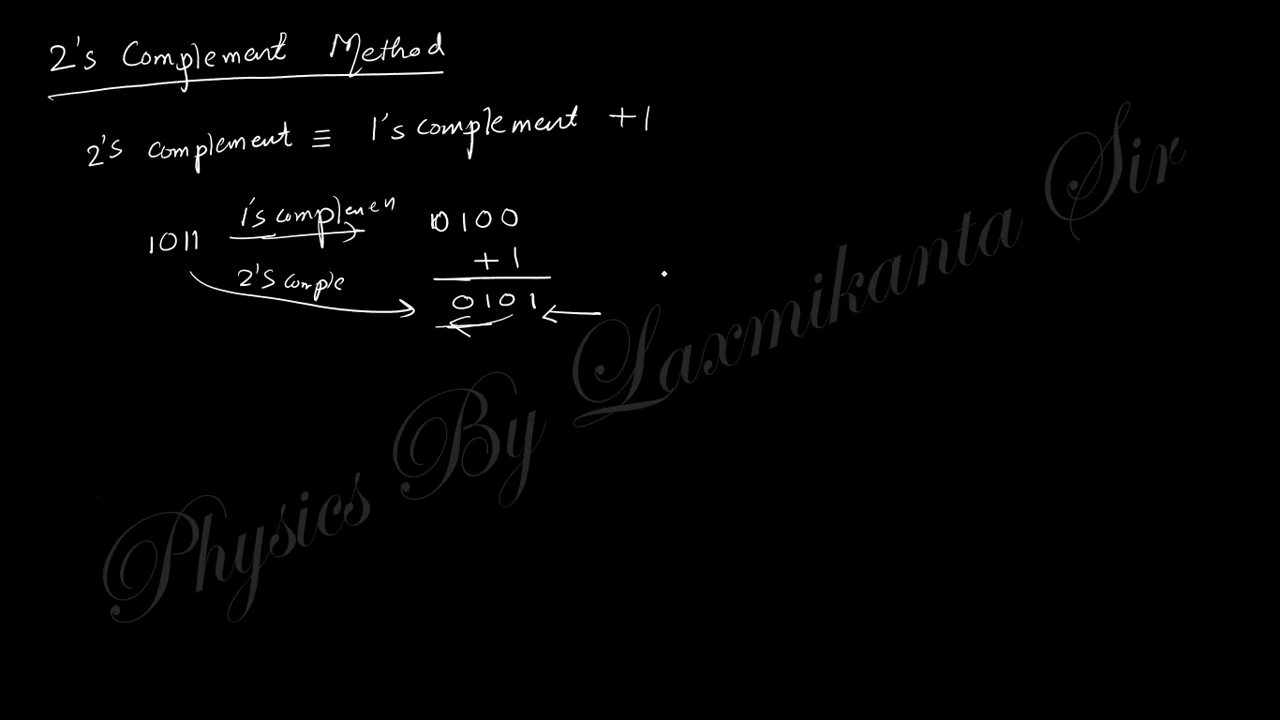 2's Complement Method
2's complement ≡ 1's complement +1
1011 1's complemen 0100
+ 1
2's comple
0101
Physics By Laxmikanta Sir